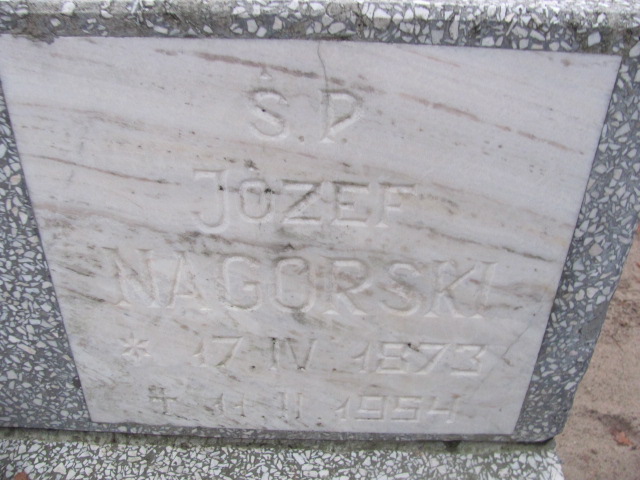 Ś.P.
JÓZEF
NAGÓRSKI
* 17 IV 1873
+ 11 II 1954